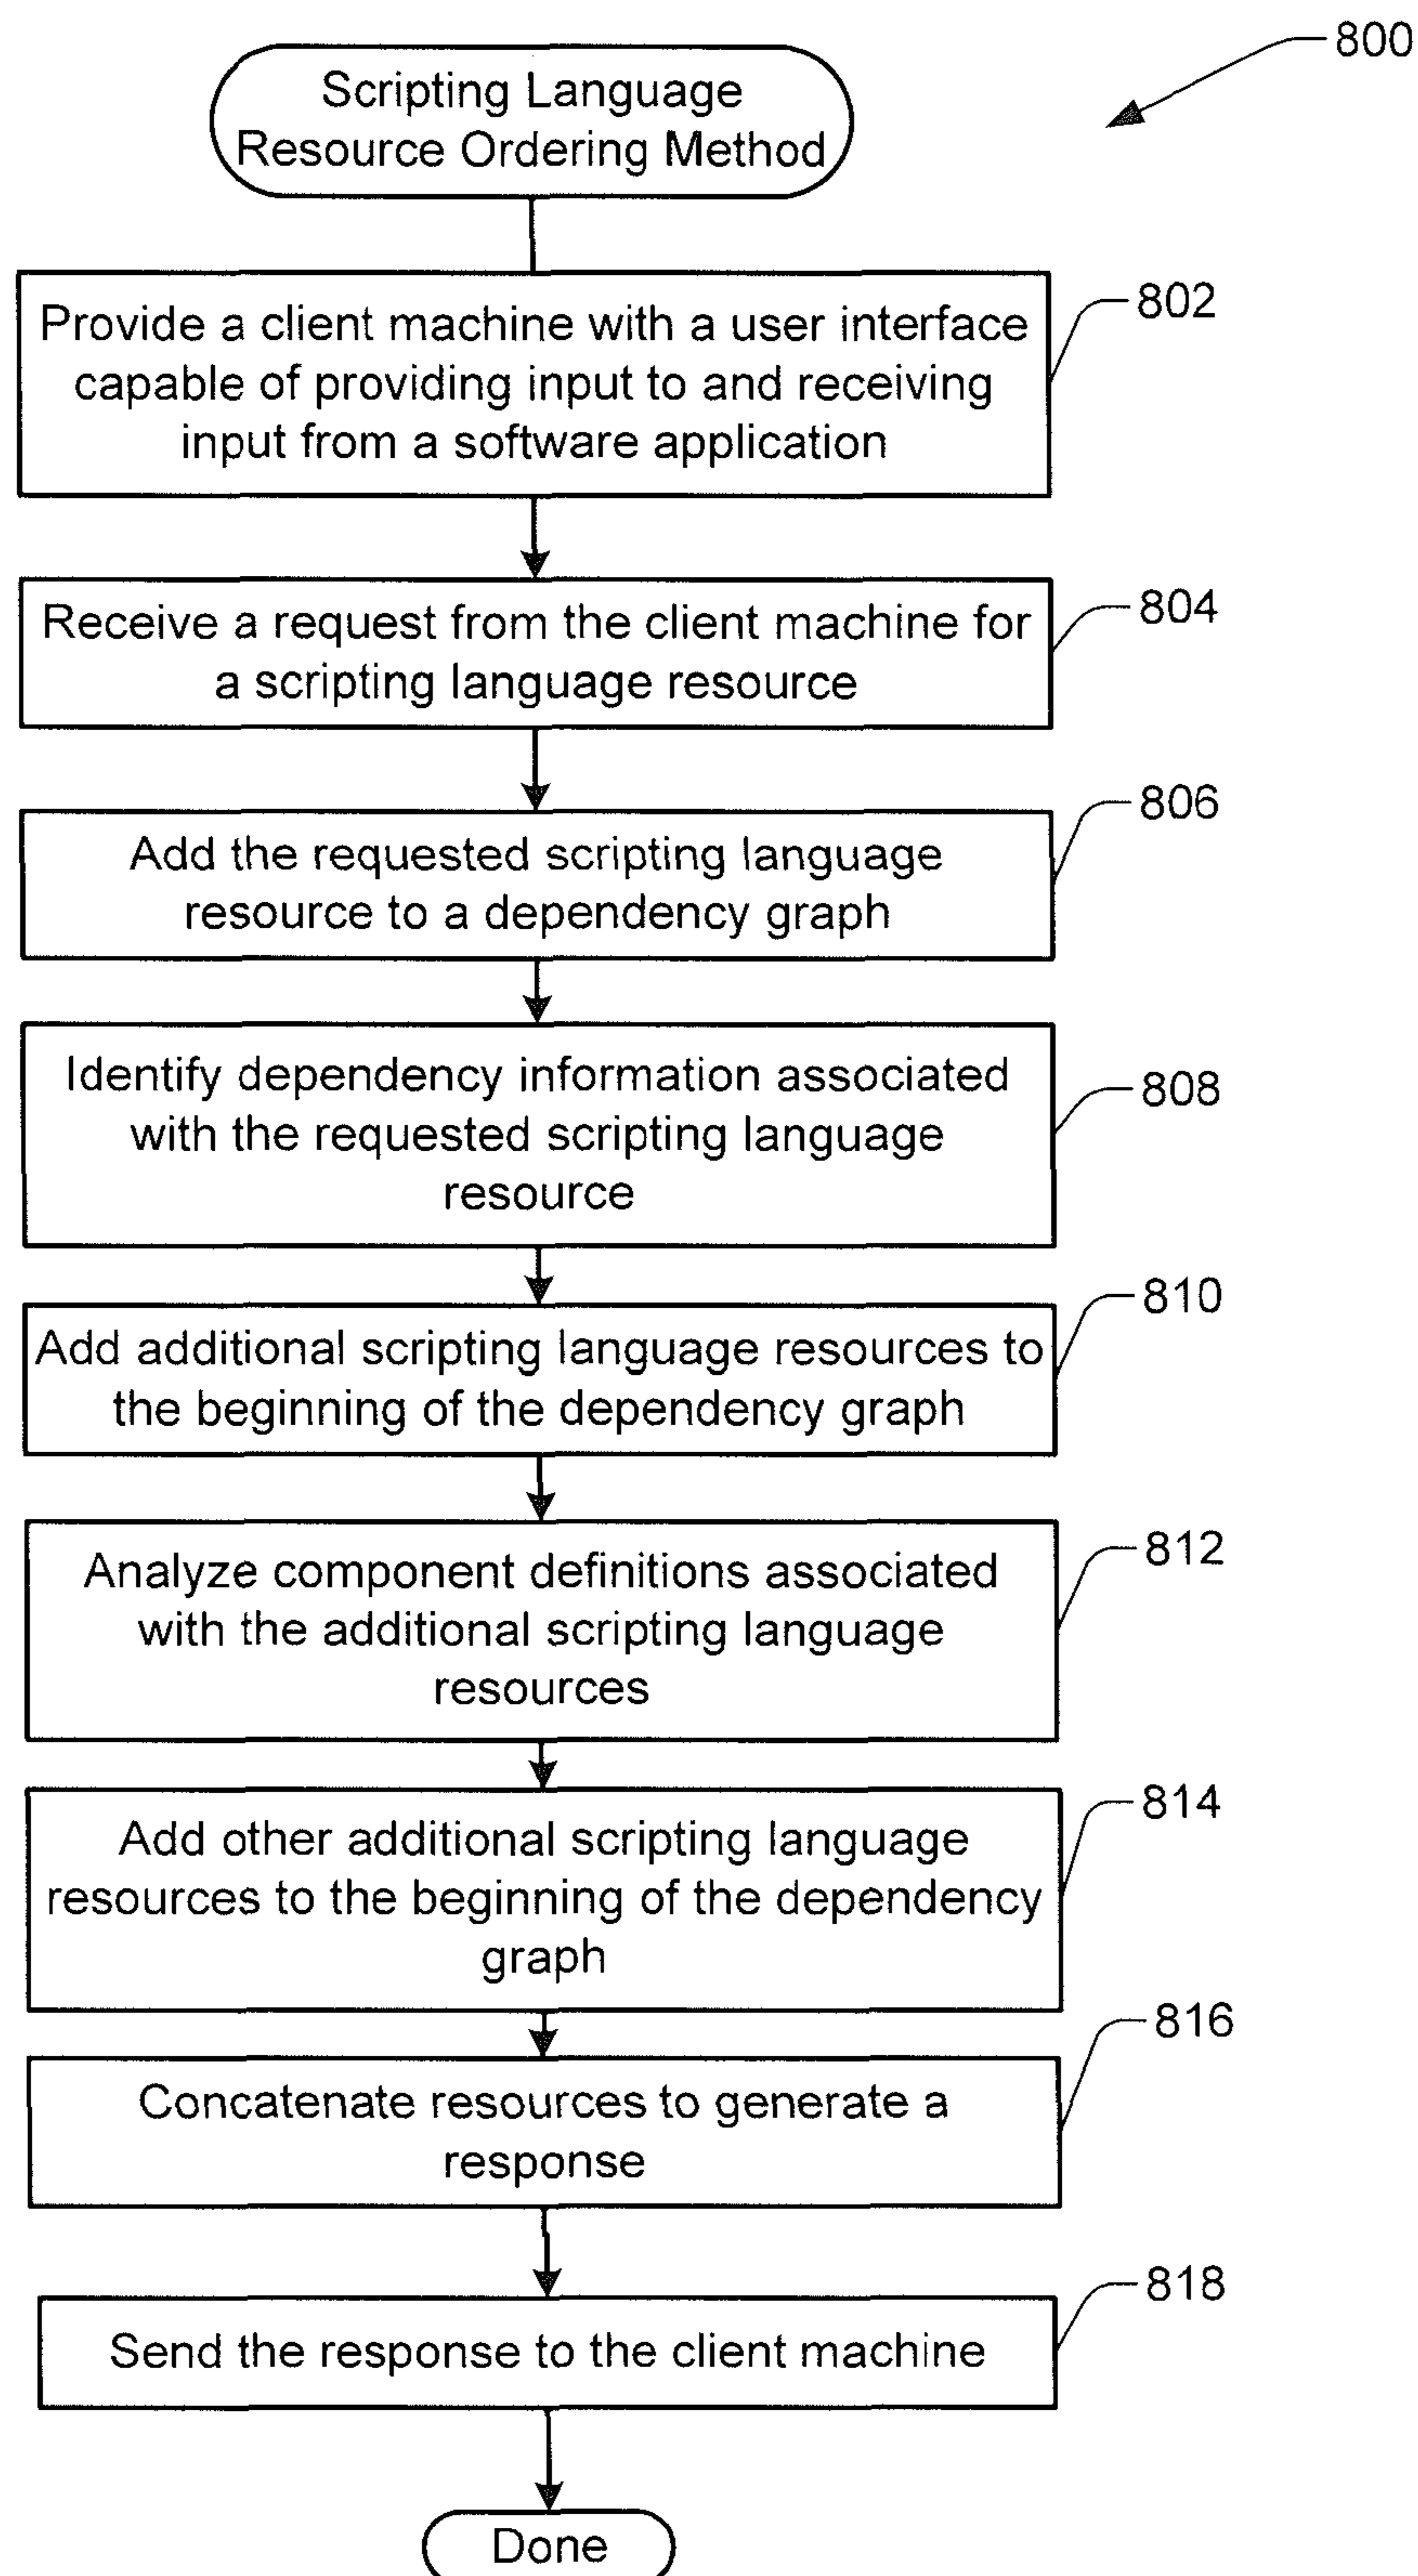 800
Scripting Language
Resource Ordering Method
802
Provide a client machine with a user interface
capable of providing input to and receiving
input from a software application
804
Receive a request from the client machine for
a scripting language resource
806
Add the requested scripting language
resource to a dependency graph
808
Identify dependency information associated
with the requested scripting language
resource
810
Add additional scripting language resources to
the beginning of the dependency graph
812
Analyze component definitions associated
with the additional scripting language
resources
814
Add other additional scripting language
resources to the beginning of the dependency
graph
816
Concatenate resources to generate a
response
818
Send the response to the client machine
Done